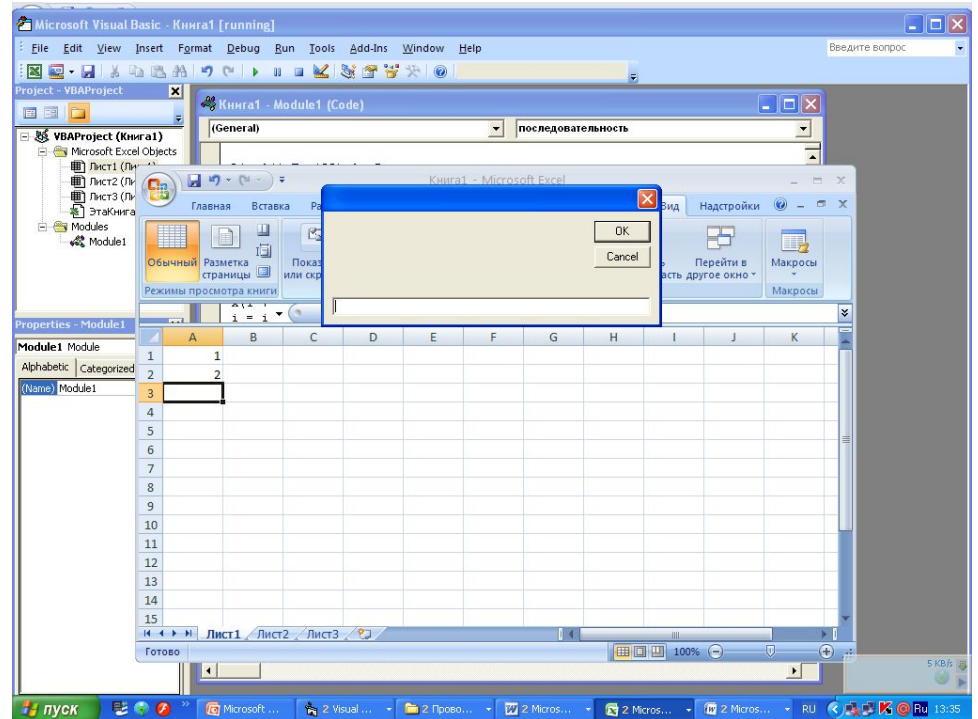 Microsoft Visual Basic - Книга1 [running]
File Edit View Insert Format Debug Run Tools Add-Ins Window Help
Введите вопрос
Project - VBAProject
VBAProject (Книга1)
Microsoft Excel Objects
Лист1
Лист2
Лист3
ЭтаКнига
Modules
Module1
Книга1 - Module1 (Code)
(General)
последовательность
Книга1 - Microsoft Excel
Главная Вставка Вид Надстройки
Обычный Разметка страницы
Режимы просмотра книги
Показ
или скр
Перейти в другое окно
Макросы
Макросы
OK
Cancel
i = i
Properties - Module1
Module1 Module
Alphabetic Categorized
(Name) Module1
A B C D E F G H I J K
1 1
2 2
3
4
5
6
7
8
9
10
11
12
13
14
15
Лист1 Лист2 Лист3
Готово
100%
5 KB/s
пуск
Microsoft ...
2 Visual ...
2 Прово...
2 Micros...
2 Micros...
2 Micros...
RU
Ru
13:35